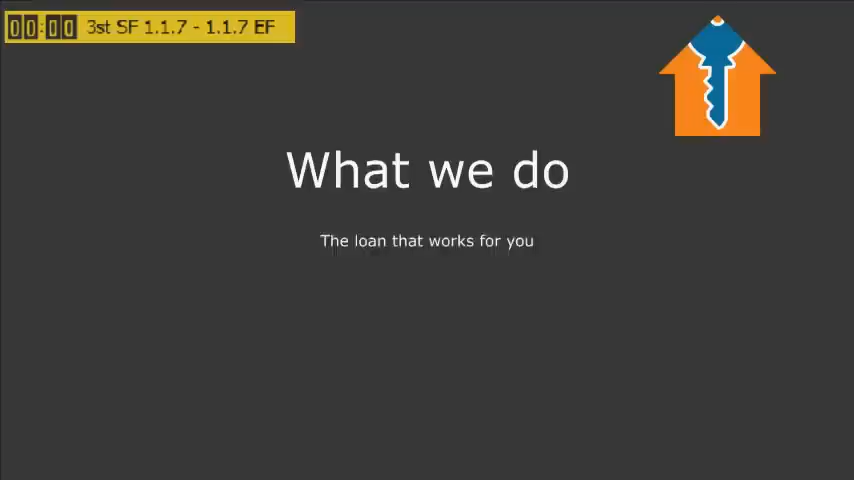 00:00 3st SF 1.1.7 - 1.1.7 EF
What we do
The loan that works for you